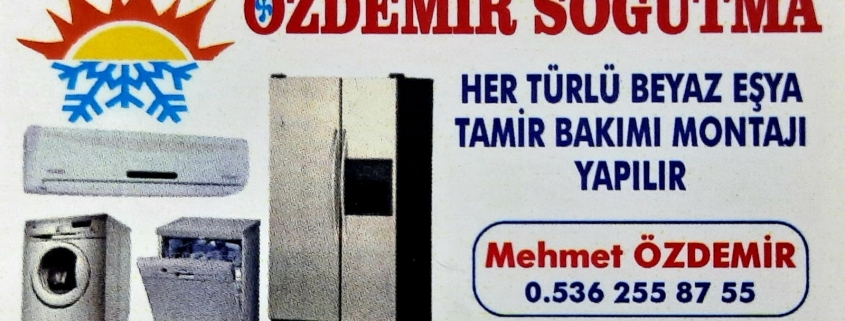 ÖZDEMİR SOĞUTMA
HER TÜRLÜ BEYAZ EŞYA
TAMİR BAKIMI MONTAJI
YAPILIR
Mehmet ÖZDEMİR
0.536 255 87 55